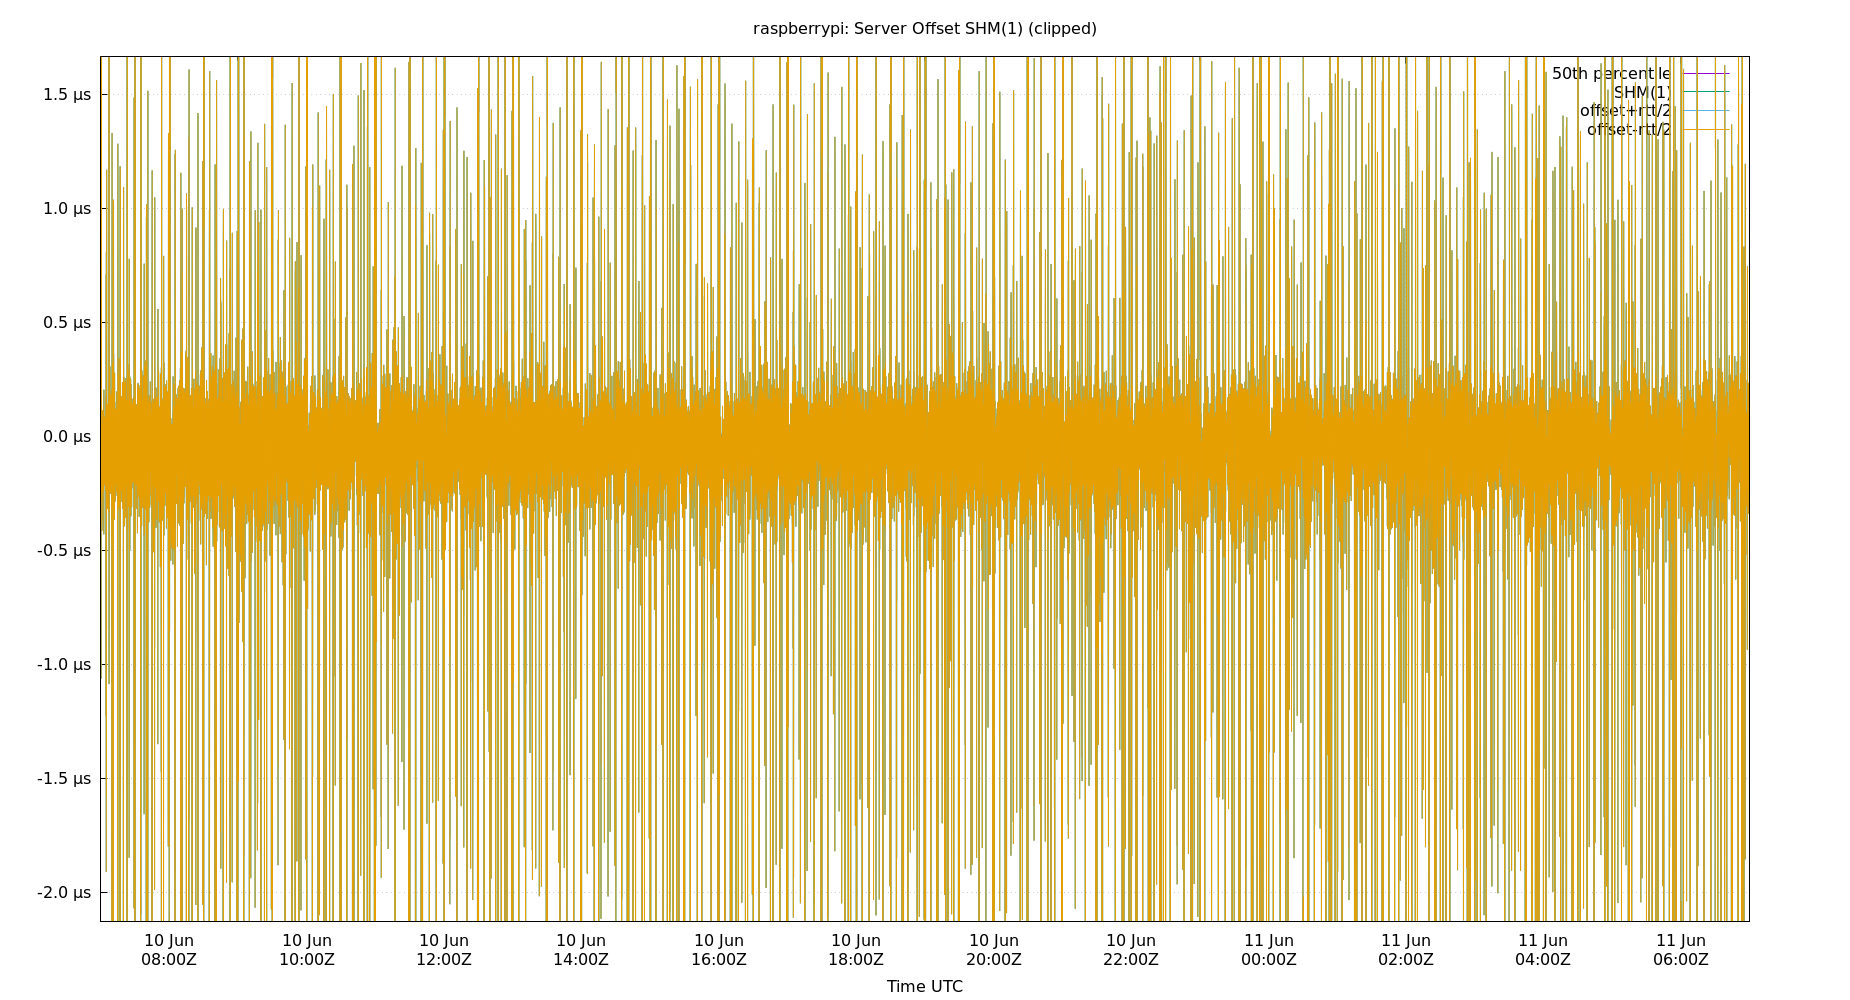 raspberrypi: Server Offset SHM(1) (clipped)
50th percentile
SHM(1)
offset+rtt/2
offset-rtt/2
1.5 µs
1.0 µs
0.5 µs
0.0 µs
-0.5 µs
-1.0 µs
-1.5 µs
-2.0 µs
10 Jun 10 Jun 10 Jun 10 Jun 10 Jun 10 Jun 10 Jun 10 Jun 11 Jun 11 Jun 11 Jun 11 Jun
08:00Z 10:00Z 12:00Z 14:00Z 16:00Z 18:00Z 20:00Z 22:00Z 00:00Z 02:00Z 04:00Z 06:00Z
Time UTC